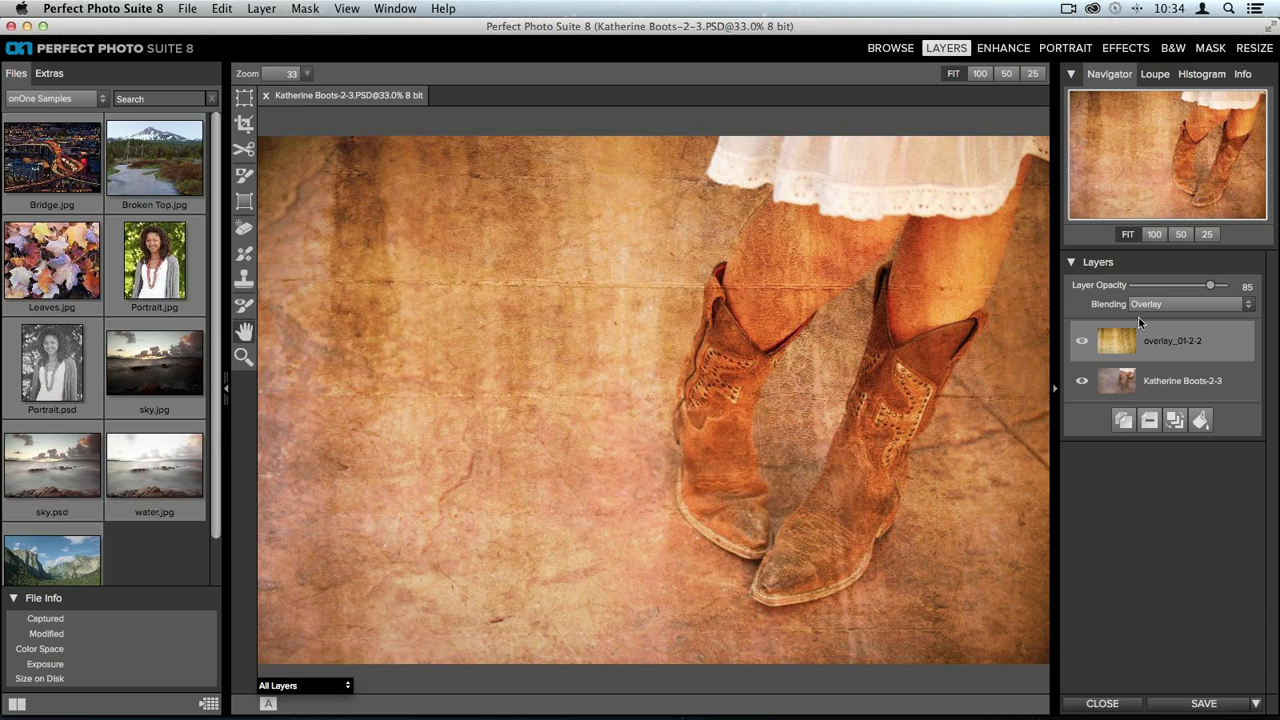 Perfect Photo Suite 8 File Edit Layer Mask View Window Help 10:34
Perfect Photo Suite 8 (Katherine Boots-2-3.PSD@33.0% 8 bit)
on1 PERFECT PHOTO SUITE 8 BROWSE LAYERS ENHANCE PORTRAIT EFFECTS B&W MASK RESIZE
Files Extras
Zoom 33 FIT 100 50 25
Navigator Loupe Histogram Info
onOne Samples Search X
X Katherine Boots-2-3.PSD@33.0% 8 bit
Bridge.jpg Broken Top.jpg
FIT 100 50 25
Layers
Layer Opacity 85
Blending Overlay
Leaves.jpg Portrait.jpg
overlay_01-2-2
Katherine Boots-2-3
Portrait.psd sky.jpg
sky.psd water.jpg
File Info
Captured
Modified
Color Space
Exposure
Size on Disk
All Layers
A
CLOSE SAVE